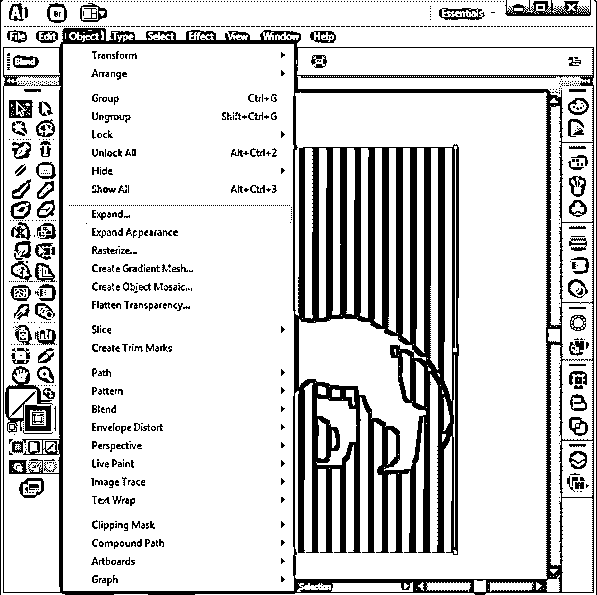 Ai Br Essentials
File Edit Object Type Select Effect View Window Help
Blend
Transform
Arrange
Group Ctrl+G
Ungroup Shift+Ctrl+G
Lock
Unlock All Alt+Ctrl+2
Hide
Show All Alt+Ctrl+3
Expand...
Expand Appearance
Rasterize...
Create Gradient Mesh...
Create Object Mosaic...
Flatten Transparency...
Slice
Create Trim Marks
Path
Pattern
Blend
Envelope Distort
Perspective
Live Paint
Image Trace
Text Wrap
Clipping Mask
Compound Path
Artboards
Graph
Selection